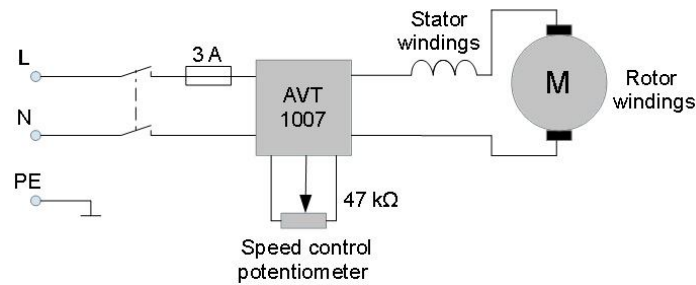 Stator
windings
L
3 A
AVT
1007
M
Rotor
windings
N
PE
47 kΩ
Speed control
potentiometer